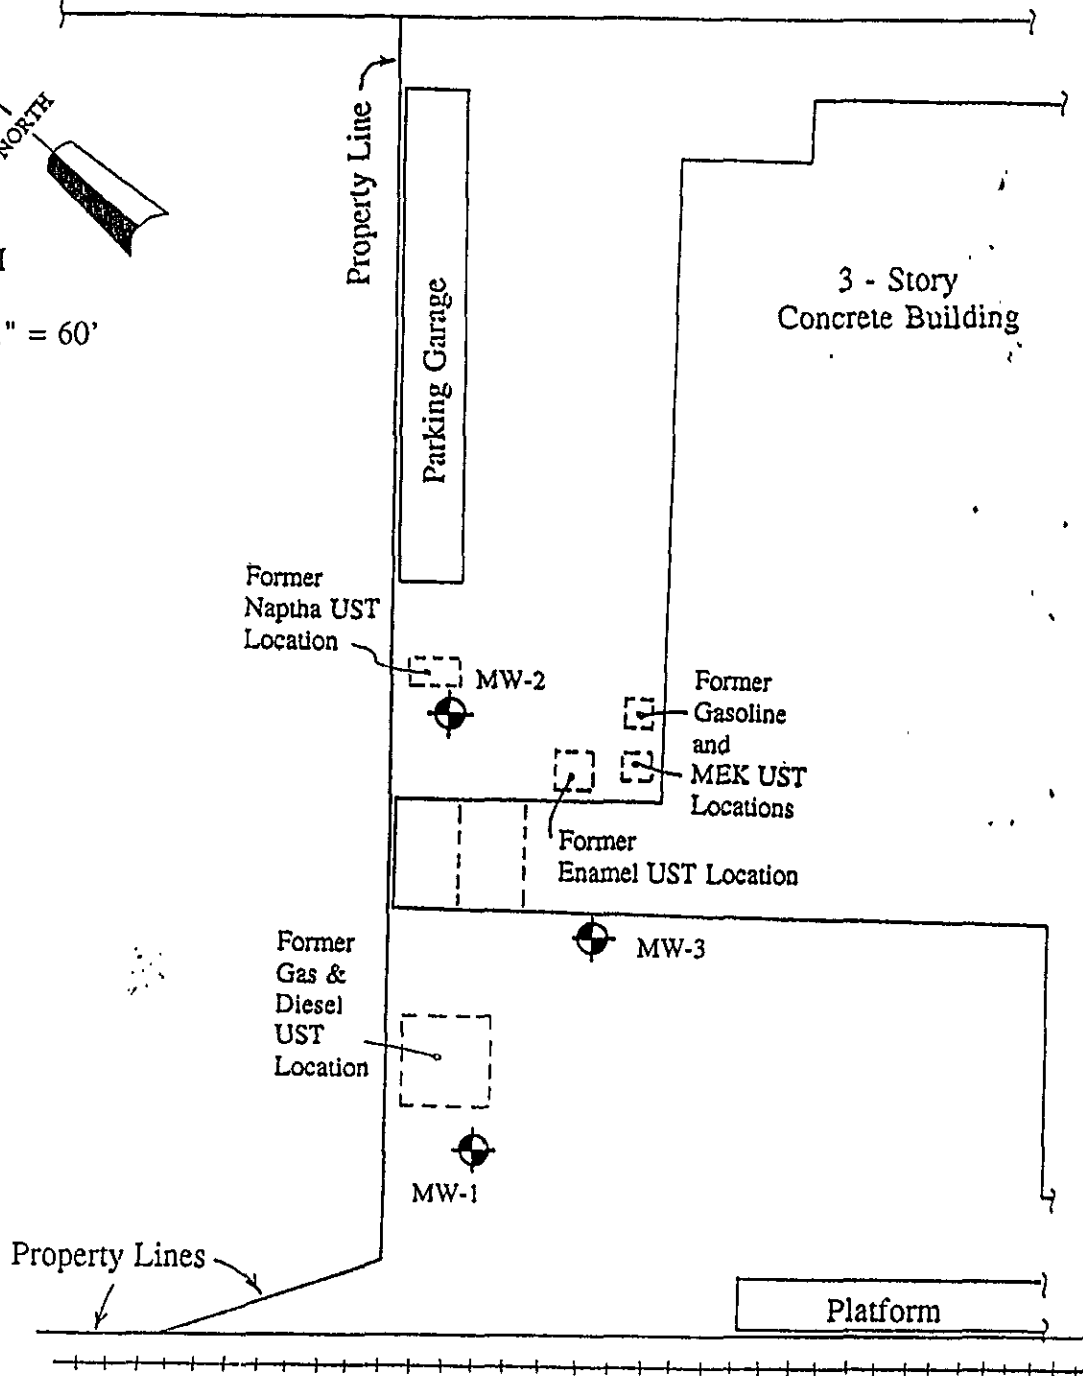 NORTH
" = 60'
Property Line
Parking Garage
3 - Story
Concrete Building
Former
Naptha UST
Location
MW-2
Former
Gasoline
and
MEK UST
Locations
Former
Enamel UST Location
MW-3
Former
Gas &
Diesel
UST
Location
MW-1
Property Lines
Platform